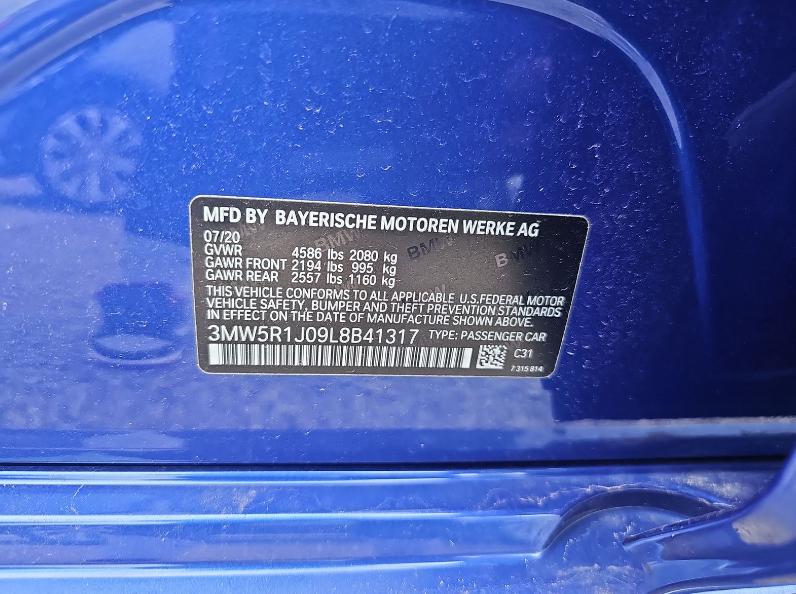 MFD BY BAYERISCHE MOTOREN WERKE AG
07/20
GVWR 4586 lbs 2080 kg
GAWR FRONT 2194 lbs 995 kg
GAWR REAR 2557 lbs 1160 kg
THIS VEHICLE CONFORMS TO ALL APPLICABLE U.S.FEDERAL MOTOR
VEHICLE SAFETY, BUMPER AND THEFT PREVENTION STANDARDS
IN EFFECT ON THE DATE OF MANUFACTURE SHOWN ABOVE.
3MW5R1J09L8B41317 TYPE: PASSENGER CAR
C31
7 315 814